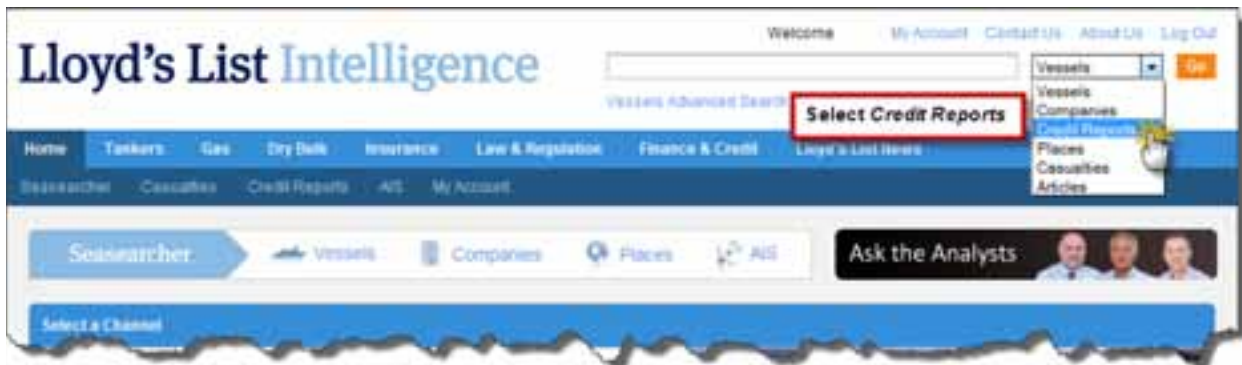 Welcome My Account Contact Us About Us Log Out
Lloyd's List Intelligence
Vessels Go
Vessels Advanced Search
Select Credit Reports
Vessels
Companies
Credit Reports
Places
Casualties
Articles
Home Tankers Gas Dry Bulk Insurance Law & Regulation Finance & Credit Lloyd's List News
Seasearcher Casualties Credit Reports AIS My Account
Seasearcher Vessels Companies Places AIS
Ask the Analysts
Select a Channel